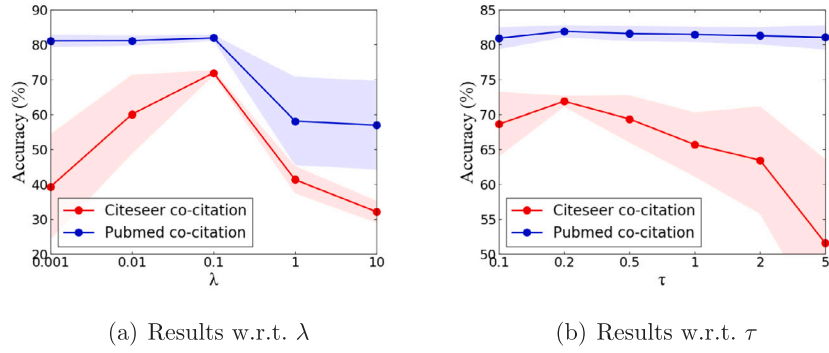 90
80
70
60
50
40
30
20
Accuracy (%)
Citeseer co-citation
Pubmed co-citation
0.001 0.01 0.1 1 10
λ
(a) Results w.r.t. λ
85
80
75
70
65
60
55
50
Accuracy (%)
Citeseer co-citation
Pubmed co-citation
0.1 0.2 0.5 1 2 5
τ
(b) Results w.r.t. τ